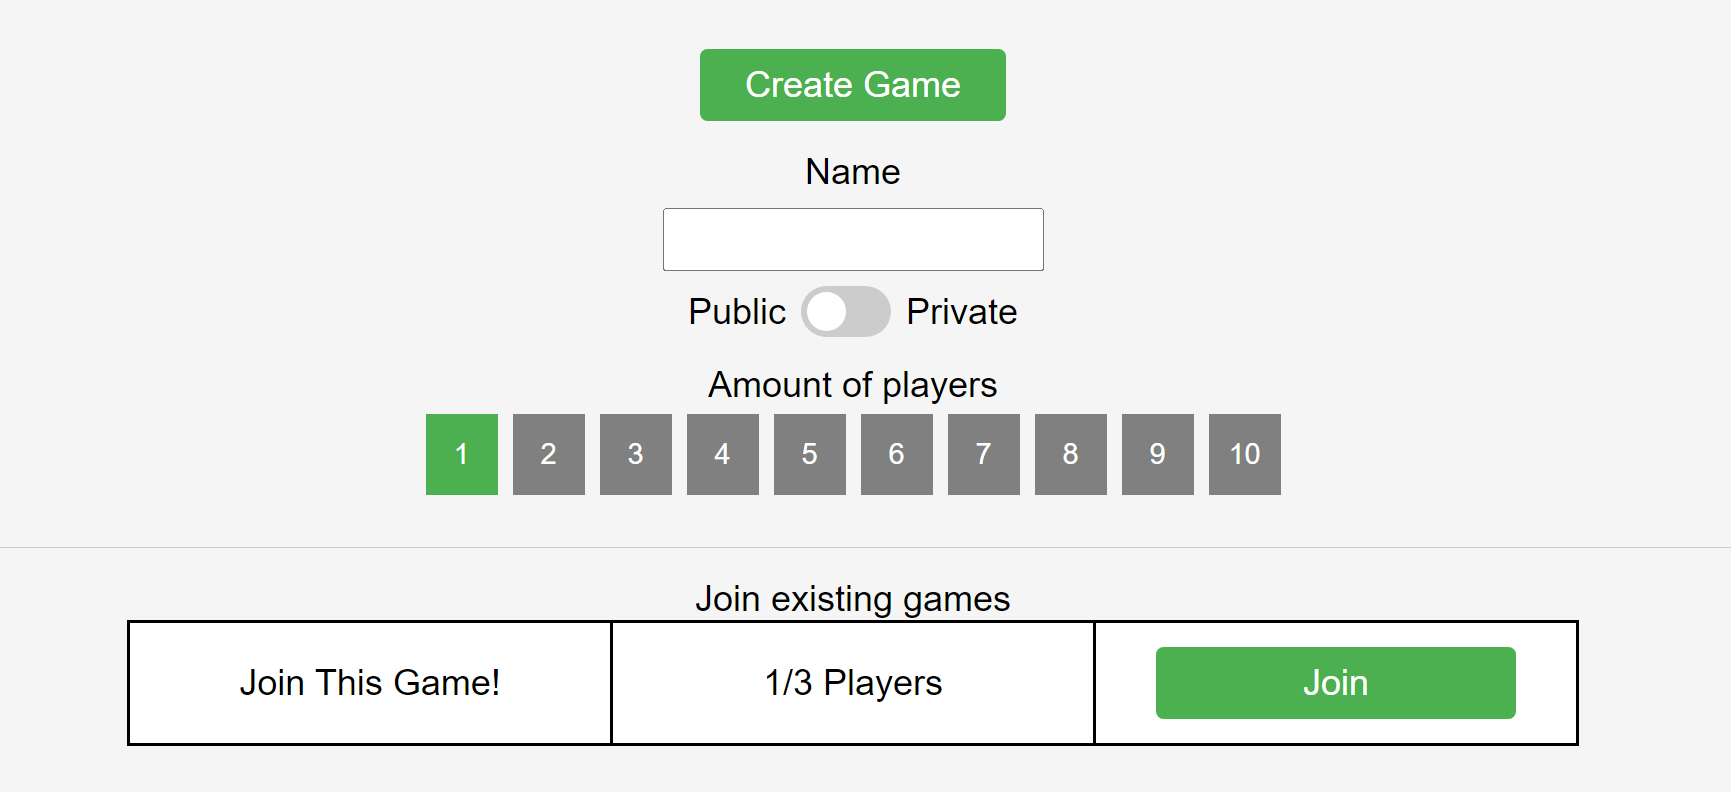 Create Game
Name
Public Private
Amount of players
1 2 3 4 5 6 7 8 9 10
Join existing games
Join This Game! 1/3 Players Join